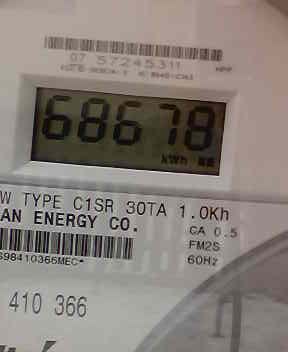 07 57245311
68678
kWh
W TYPE C1SR 30TA 1.0Kh
AN ENERGY CO.
CA 0.5
FM2S
60Hz
98410366MEC*
410 366